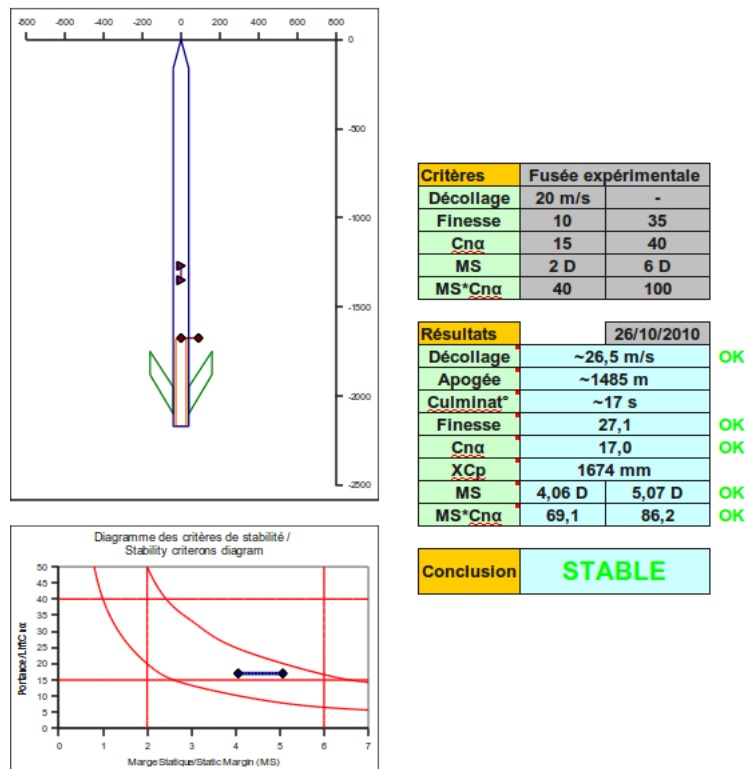 -800 -600 -400 -200 0 200 400 600 800
0
-500
-1000
-1500
-2000
-2500
Critères Fusée expérimentale
Décollage 20 m/s -
Finesse 10 35
Cnα 15 40
MS 2 D 6 D
MS*Cnα 40 100
Résultats 26/10/2010
Décollage ~26,5 m/s OK
Apogée ~1485 m
Culminat° ~17 s
Finesse 27,1 OK
Cnα 17,0 OK
XCp 1674 mm
MS 4,06 D 5,07 D OK
MS*Cnα 69,1 86,2 OK
Conclusion STABLE
Diagramme des critères de stabilité /
Stability criterons diagram
Portance/Lift Cnα
50
45
40
35
30
25
20
15
10
5
0
0 1 2 3 4 5 6 7
Marge Statique/Static Margin (MS)